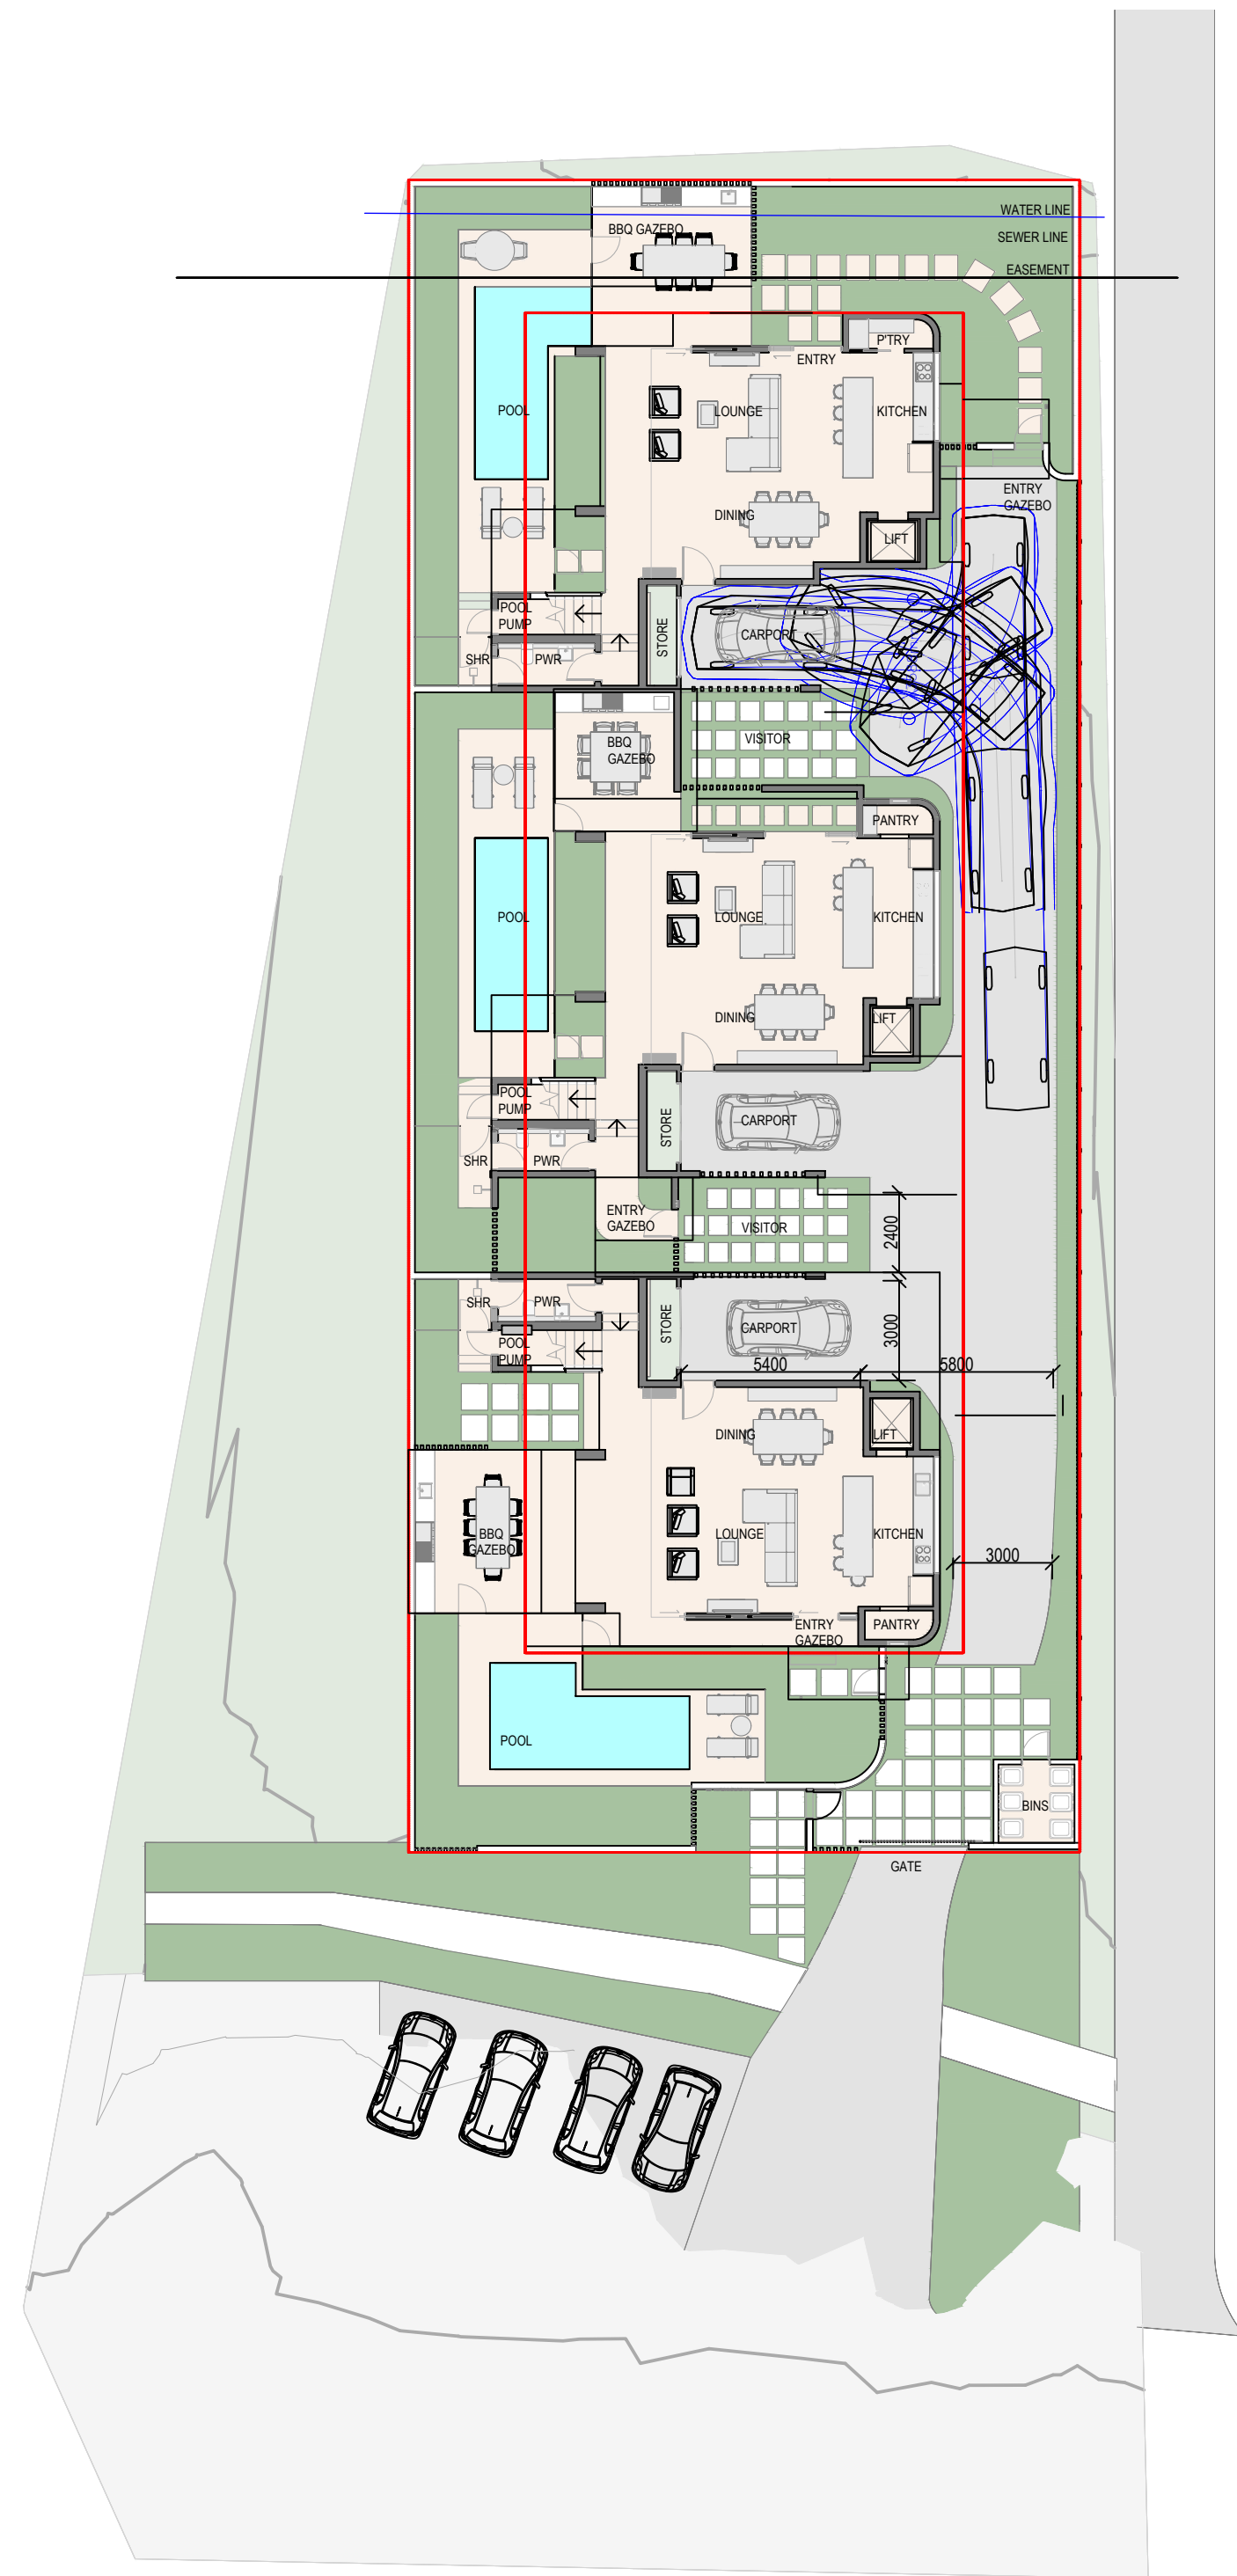 WATER LINE
BBQ GAZEBO
SEWER LINE
EASEMENT
P'TRY
ENTRY
POOL
LOUNGE
KITCHEN
ENTRY
GAZEBO
DINING
LIFT
POOL
PUMP
STORE
CARPORT
SHR
PWR
BBQ
GAZEBO
VISITOR
PANTRY
POOL
LOUNGE
KITCHEN
DINING
LIFT
POOL
PUMP
STORE
CARPORT
SHR
PWR
ENTRY
GAZEBO
VISITOR
2400
SHR
PWR
STORE
CARPORT
3000
POOL
PUMP
5400
5800
DINING
LIFT
BBQ
GAZEBO
LOUNGE
KITCHEN
3000
ENTRY
GAZEBO
PANTRY
POOL
BINS
GATE